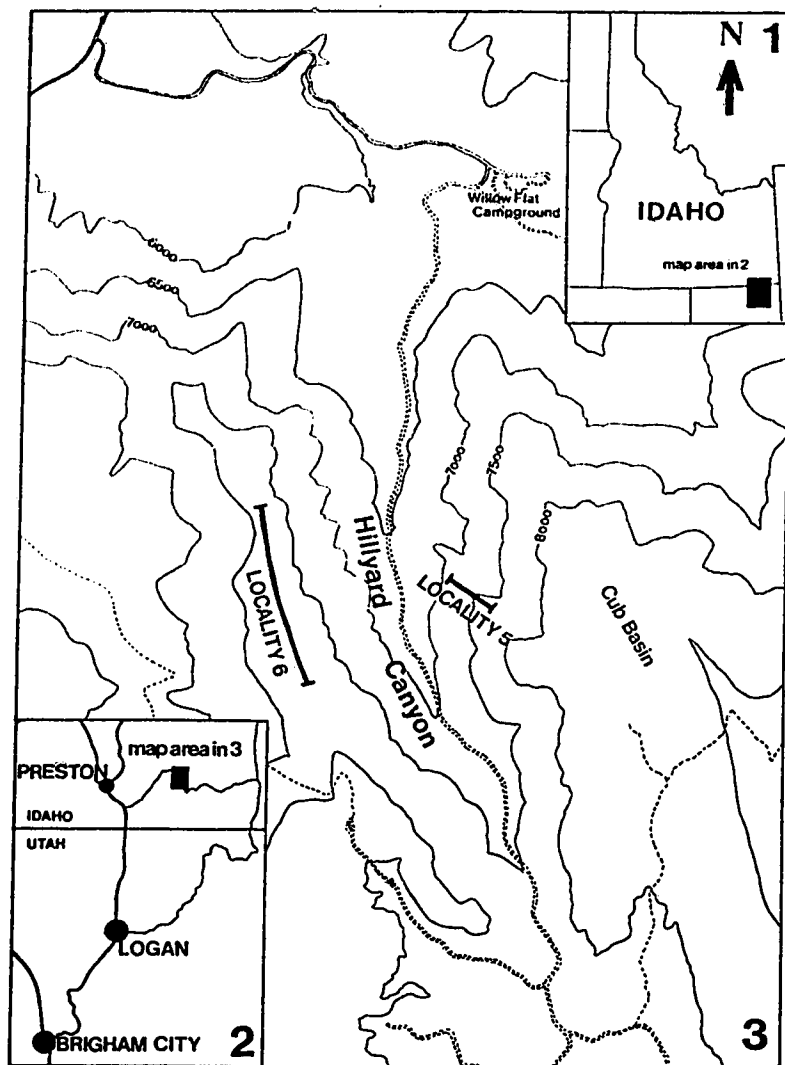 N 1
IDAHO
map area in 2
Willow Flat
Campground
6000
6500
7000
7000
7500
8000
Hillyard
Canyon
LOCALITY 6
LOCALITY 5
Cub Basin
map area in 3
PRESTON
IDAHO
UTAH
LOGAN
BRIGHAM CITY
2
3